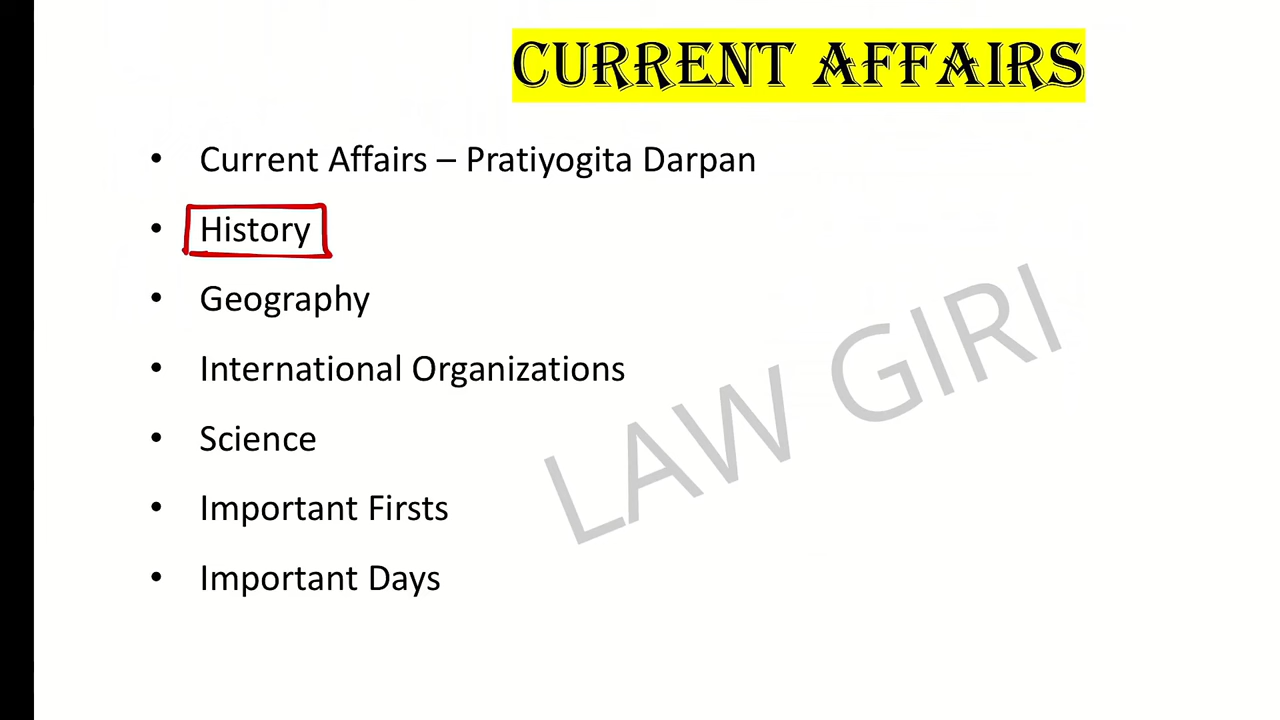 CURRENT AFFAIRS
• Current Affairs – Pratiyogita Darpan
• History
• Geography
• International Organizations
• Science
• Important Firsts
• Important Days
LAW GIRI